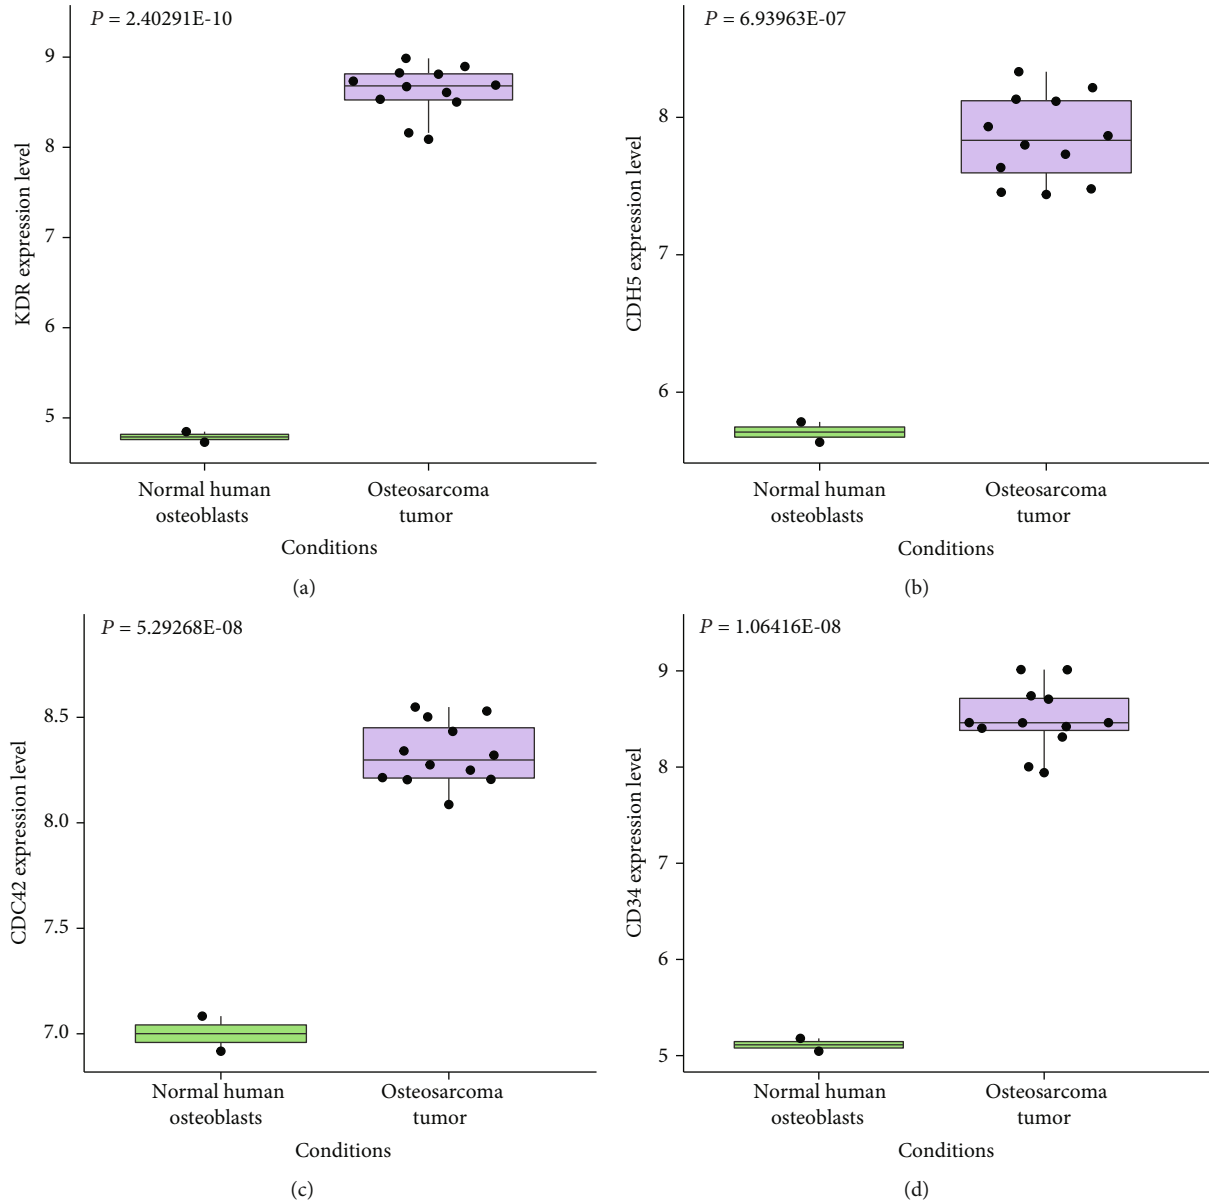 P = 2.40291E-10
9
8
7
6
5
KDR expression level
Normal human
osteoblasts
Osteosarcoma
tumor
Conditions
(a)
P = 6.93963E-07
8
7
6
CDH5 expression level
Normal human
osteoblasts
Osteosarcoma
tumor
Conditions
(b)
P = 5.29268E-08
8.5
8.0
7.5
7.0
CDC42 expression level
Normal human
osteoblasts
Osteosarcoma
tumor
Conditions
(c)
P = 1.06416E-08
9
8
7
6
5
CD34 expression level
Normal human
osteoblasts
Osteosarcoma
tumor
Conditions
(d)